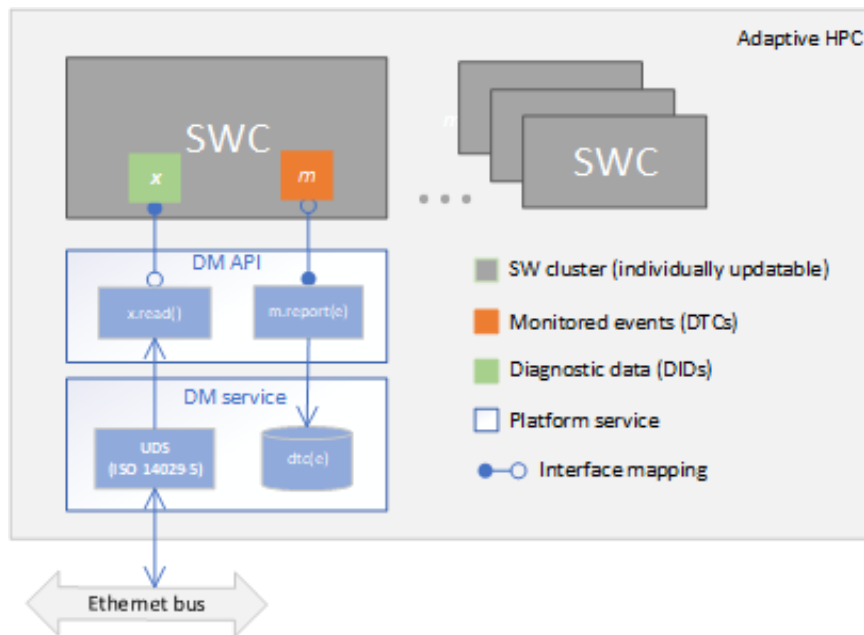 Adaptive HPC
SWC
x
m
m
SWC
DM API
x.read()
m.report(e)
DM service
UDS
(ISO 14029-5)
dtc(e)
Ethernet bus
SW cluster (individually updatable)
Monitored events (DTCs)
Diagnostic data (DIDs)
Platform service
Interface mapping